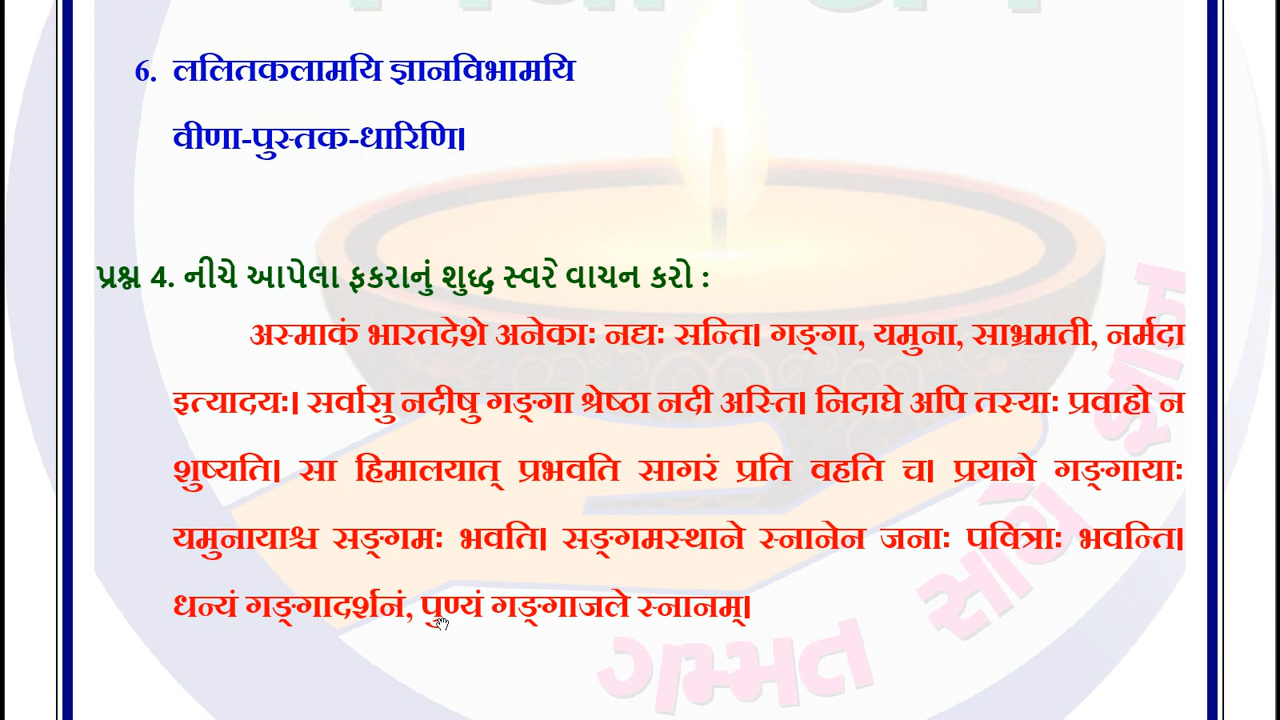 6. ललितकलामयि ज्ञानविभामयि
वीणा-पुस्तक-धारिणि।
પ્રશ્ન 4. નીચે આપેલા ફકરાનું શુદ્ધ સ્વરે વાચન કરો :
अस्माकं भारतदेशे अनेकाः नद्यः सन्ति। गङ्गा, यमुना, साभ्रमती, नर्मदा
इत्यादयः। सर्वासु नदीषु गङ्गा श्रेष्ठा नदी अस्ति। निदाघे अपि तस्याः प्रवाहो न
शुष्यति। सा हिमालयात् प्रभवति सागरं प्रति वहति च। प्रयागे गङ्गायाः
यमुनायाश्च सङ्गमः भवति। सङ्गमस्थाने स्नानेन जनाः पवित्राः भवन्ति।
धन्यं गङ्गादर्शनं, पुण्यं गङ्गाजले स्नानम्।
ગમ્મત સાથે જ્ઞાન